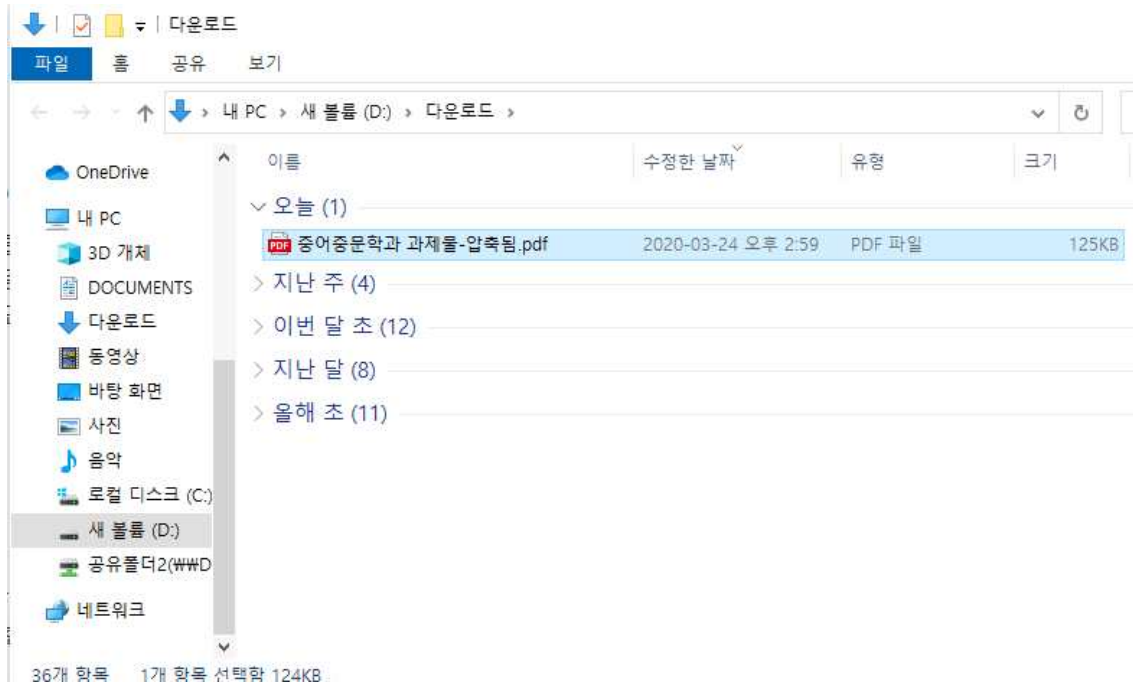 다운로드
파일 홈 공유 보기
내 PC 새 볼륨 (D:) 다운로드
이름 수정한 날짜 유형 크기
OneDrive
오늘 (1)
내 PC
PDF 중어중문학과 과제물-압축됨.pdf 2020-03-24 오후 2:59 PDF 파일 125KB
3D 개체
지난 주 (4)
DOCUMENTS
다운로드
이번 달 초 (12)
동영상
지난 달 (8)
바탕 화면
올해 초 (11)
사진
음악
로컬 디스크 (C:)
새 볼륨 (D:)
공유폴더2(₩₩D
네트워크
36개 항목 1개 항목 선택함 124KB